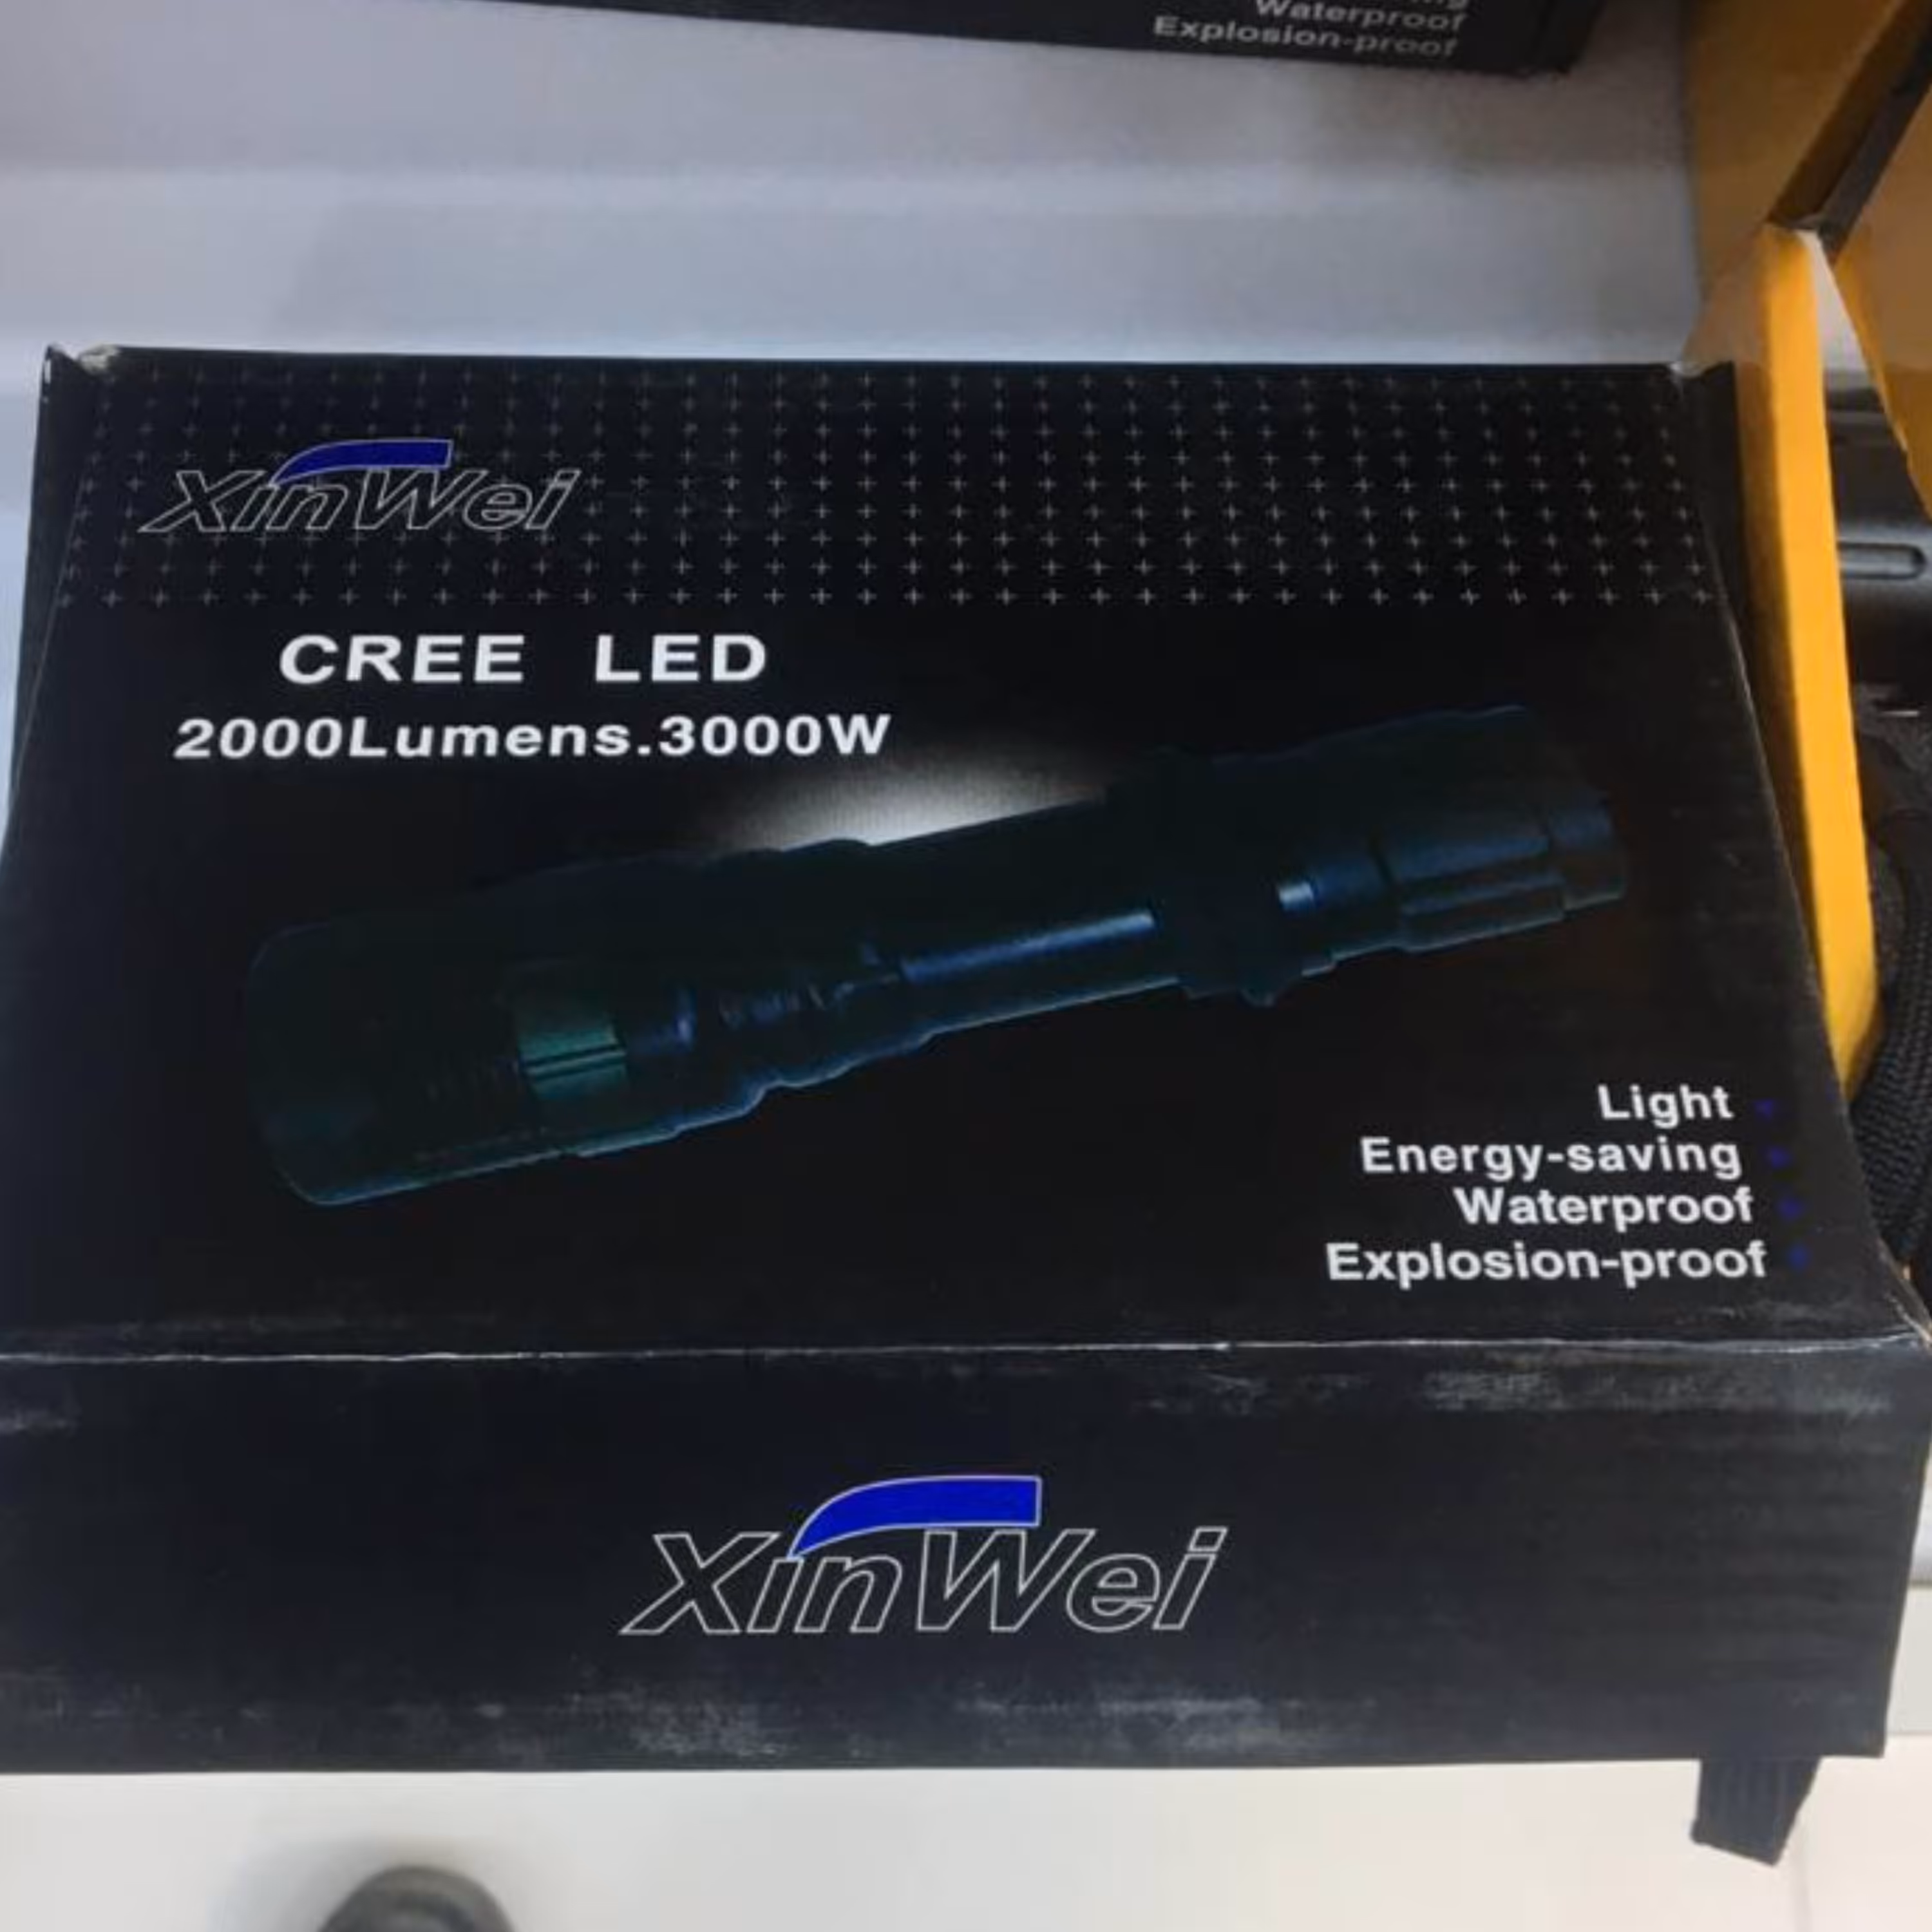 Waterproof
Explosion-proof
XinWei
CREE LED
2000Lumens.3000W
Light
Energy-saving
Waterproof
Explosion-proof
XinWei